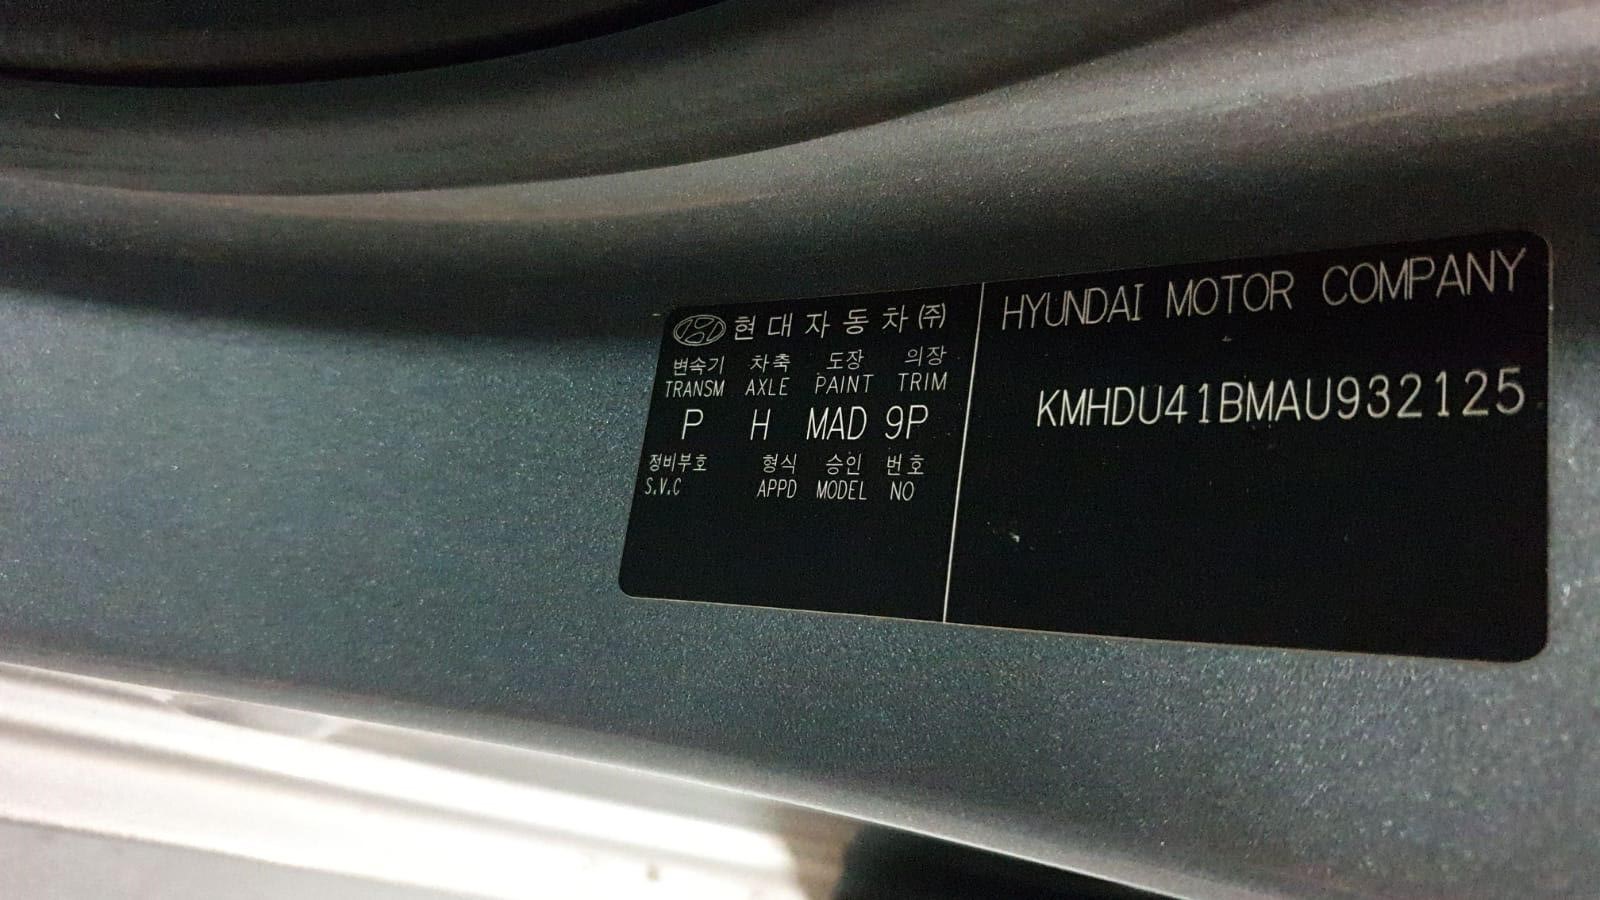 현대자동차㈜
변속기 차축 도장 의장
TRANSM AXLE PAINT TRIM
P H MAD 9P
정비부호 형식 승인 번호
S.V.C APPD MODEL NO
HYUNDAI MOTOR COMPANY
KMHDU41BMAU932125